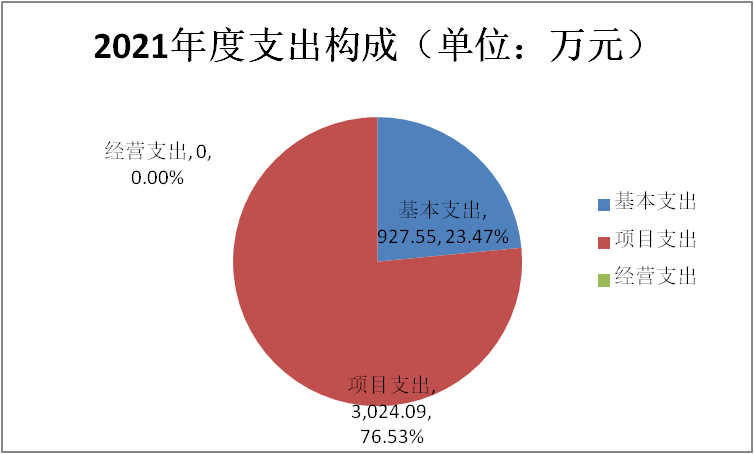 2021年度支出构成（单位：万元）
经营支出, 0,
0.00%
基本支出,
927.55, 23.47%
项目支出,
3,024.09,
76.53%
基本支出
项目支出
经营支出